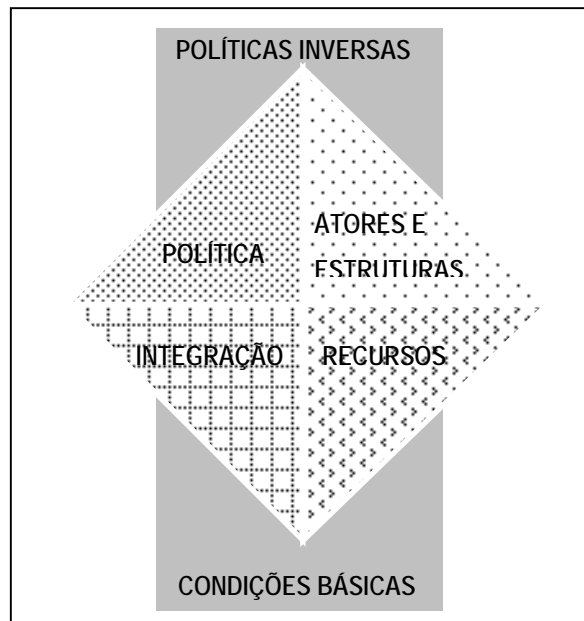 POLÍTICAS INVERSAS
POLÍTICA
ATORES E
ESTRUTURAS
INTEGRAÇÃO
RECURSOS
CONDIÇÕES BÁSICAS